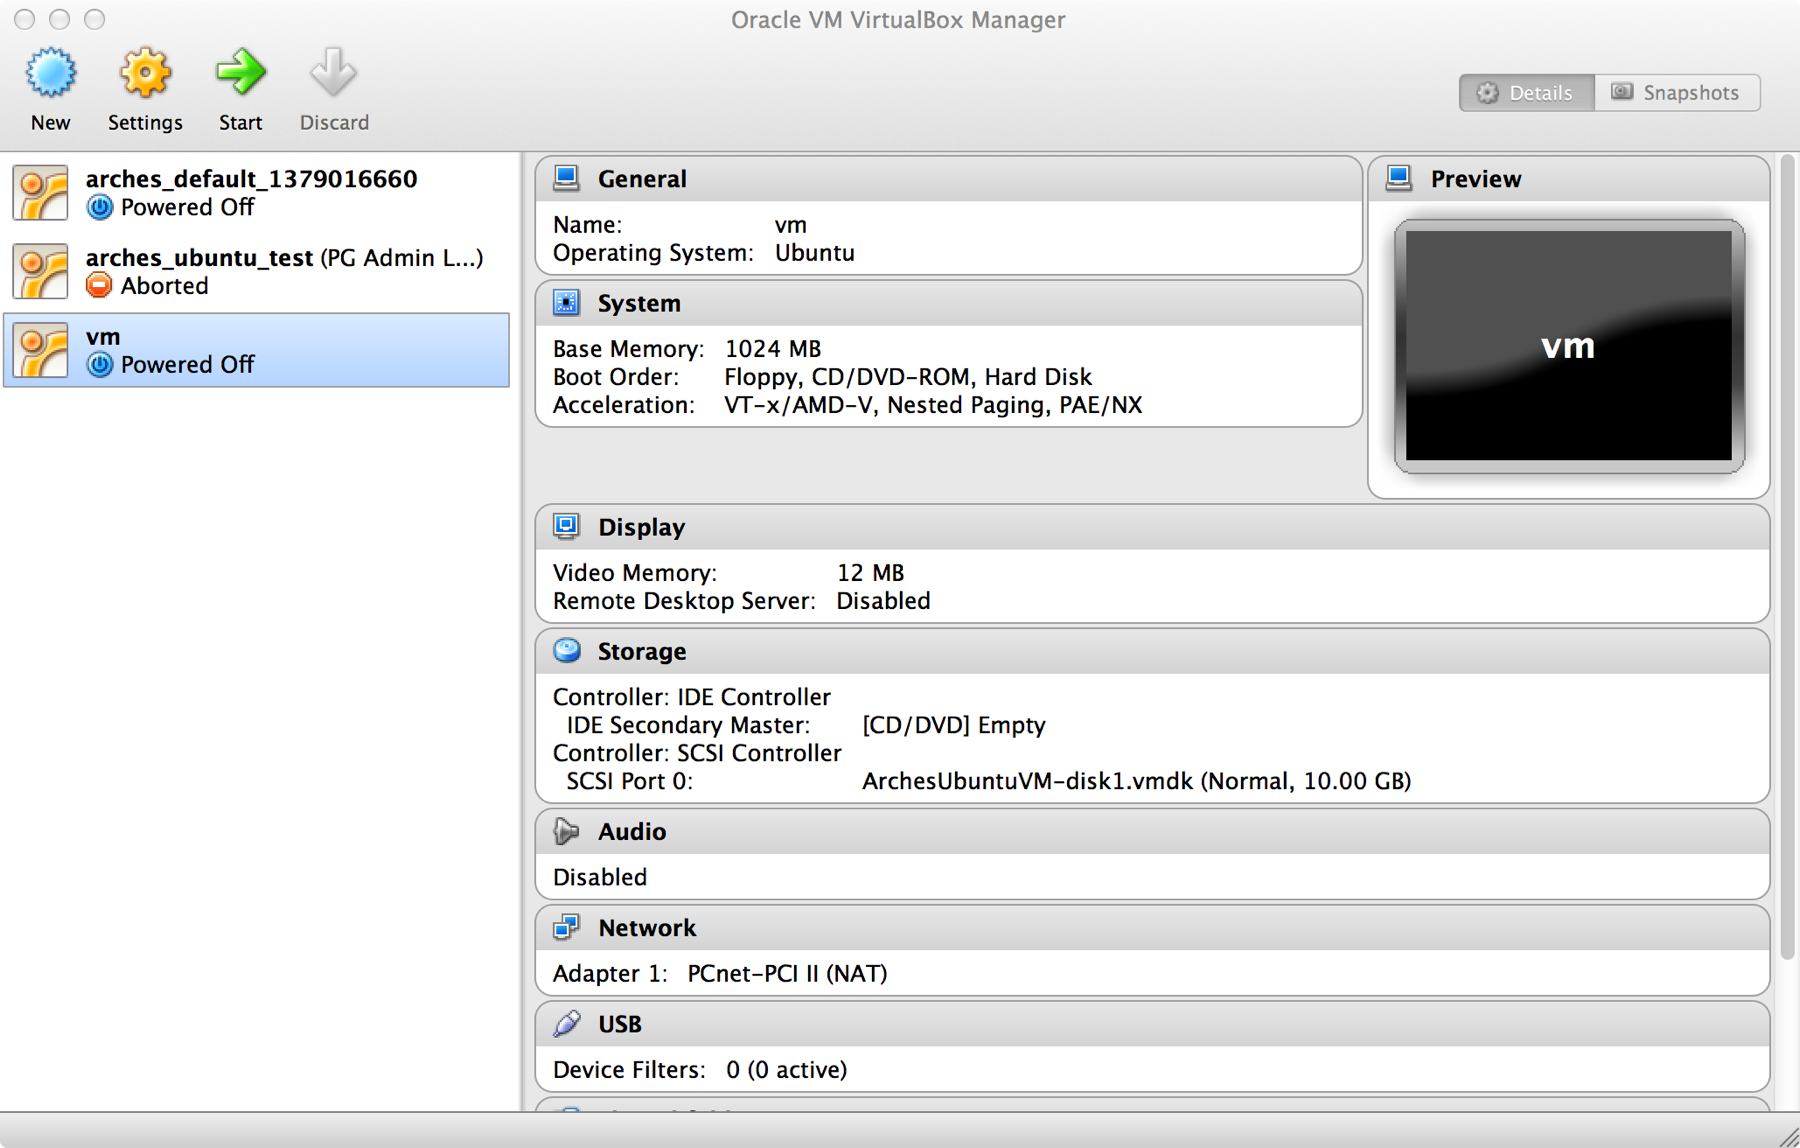 Oracle VM VirtualBox Manager
New
Settings
Start
Discard
Details
Snapshots
arches_default_1379016660
Powered Off
arches_ubuntu_test (PG Admin L...)
Aborted
vm
Powered Off
General
Name: vm
Operating System: Ubuntu
System
Base Memory: 1024 MB
Boot Order: Floppy, CD/DVD-ROM, Hard Disk
Acceleration: VT-x/AMD-V, Nested Paging, PAE/NX
Preview
vm
Display
Video Memory: 12 MB
Remote Desktop Server: Disabled
Storage
Controller: IDE Controller
IDE Secondary Master: [CD/DVD] Empty
Controller: SCSI Controller
SCSI Port 0: ArchesUbuntuVM-disk1.vmdk (Normal, 10.00 GB)
Audio
Disabled
Network
Adapter 1: PCnet-PCI II (NAT)
USB
Device Filters: 0 (0 active)